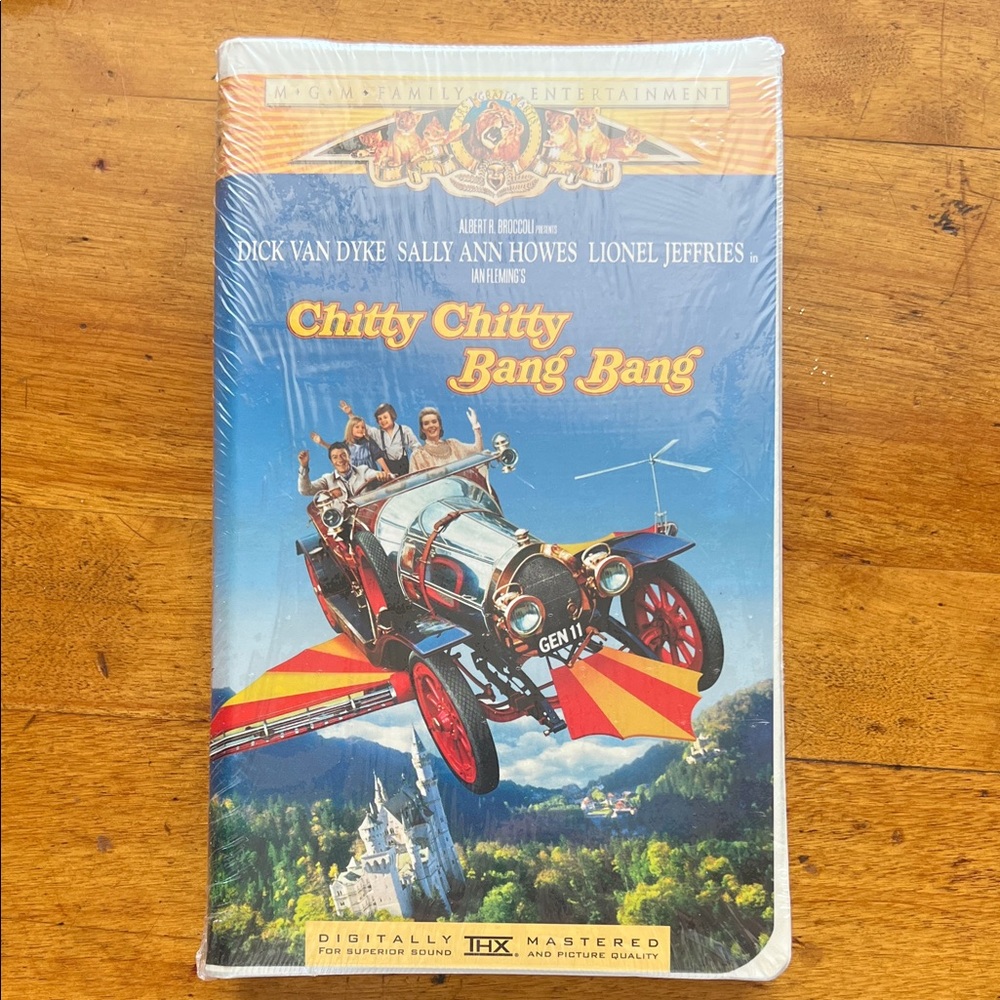 M·G·M·FAMILY ENTERTAINMENT
ALBERT R. BROCCOLI PRESENTS
DICK VAN DYKE SALLY ANN HOWES LIONEL JEFFRIES in
IAN FLEMING'S
Chitty Chitty
Bang Bang
GEN 11
DIGITALLY THX MASTERED
FOR SUPERIOR SOUND AND PICTURE QUALITY